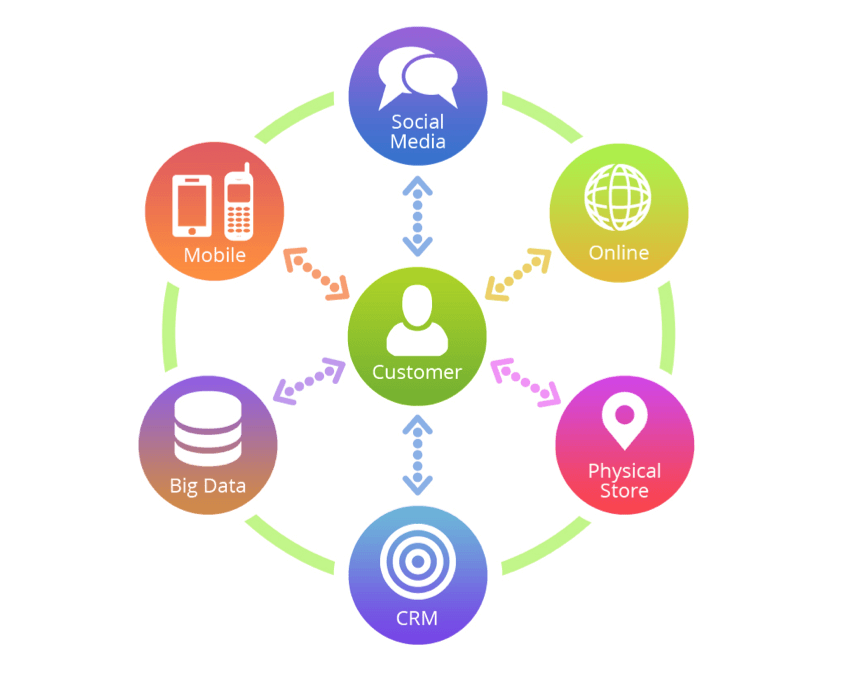 Social
Media
Mobile
Online
Customer
Big Data
Physical
Store
CRM